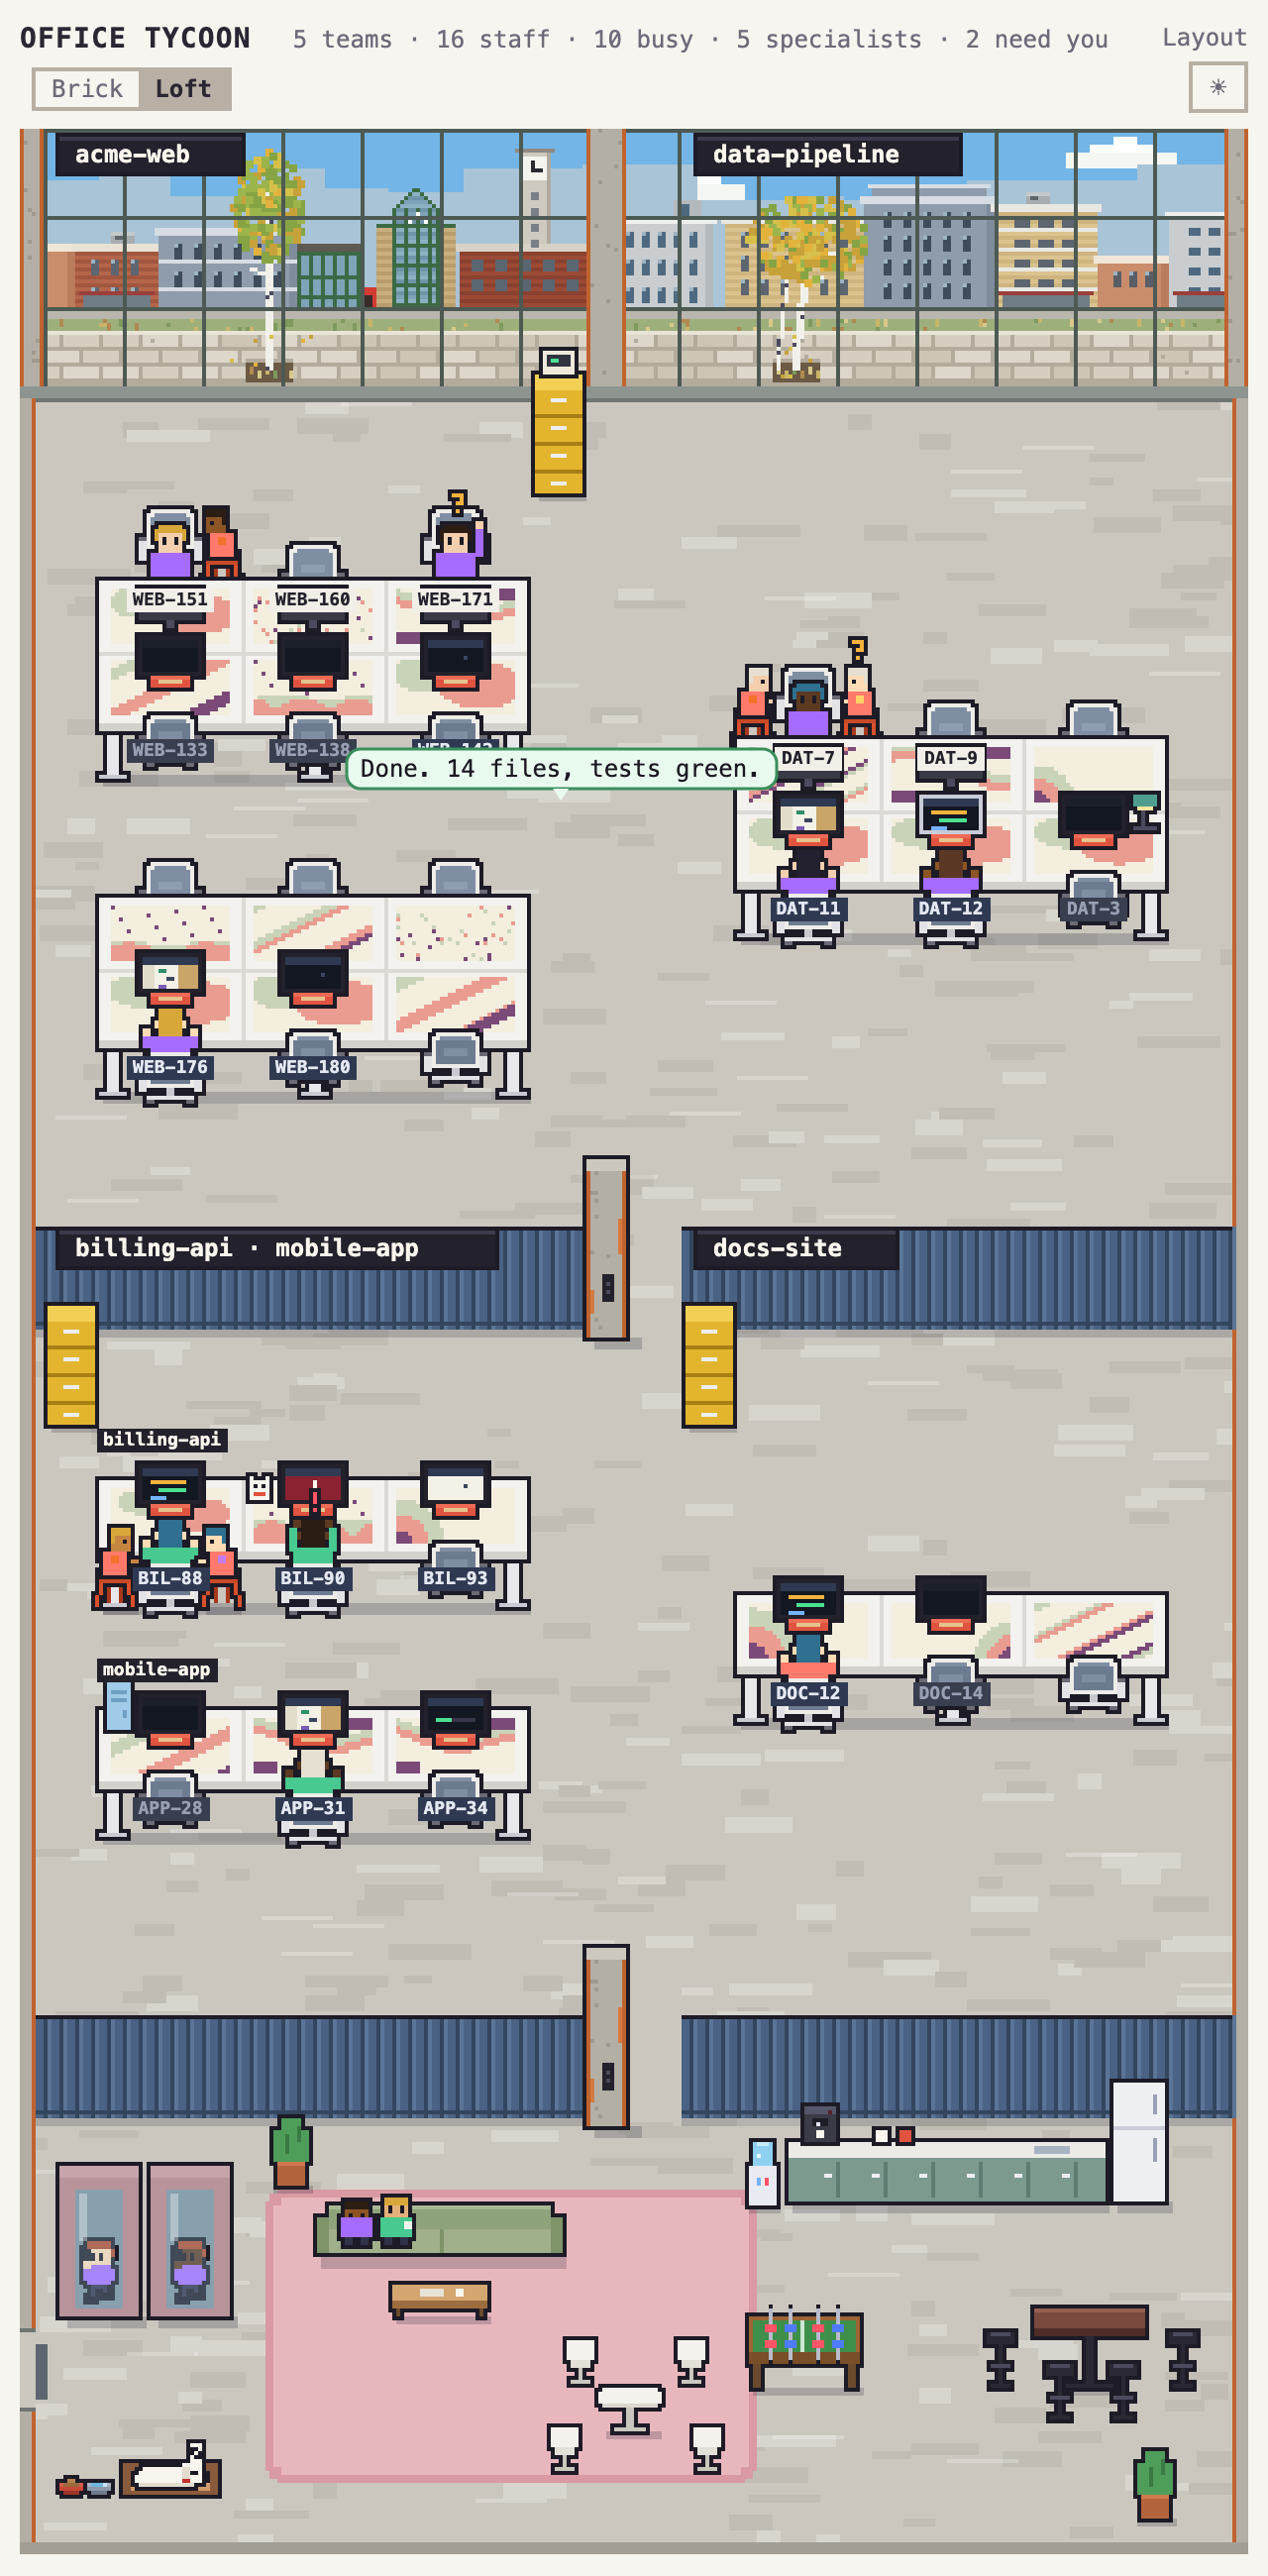 OFFICE TYCOON
5 teams · 16 staff · 10 busy · 5 specialists · 2 need you
Layout
Brick
Loft
acme-web
data-pipeline
WEB-151
WEB-160
WEB-171
WEB-133
WEB-138
WEB-142
Done. 14 files, tests green.
DAT-7
DAT-9
DAT-11
DAT-12
DAT-3
WEB-176
WEB-180
billing-api · mobile-app
docs-site
billing-api
BIL-88
BIL-90
BIL-93
DOC-12
DOC-14
mobile-app
APP-28
APP-31
APP-34